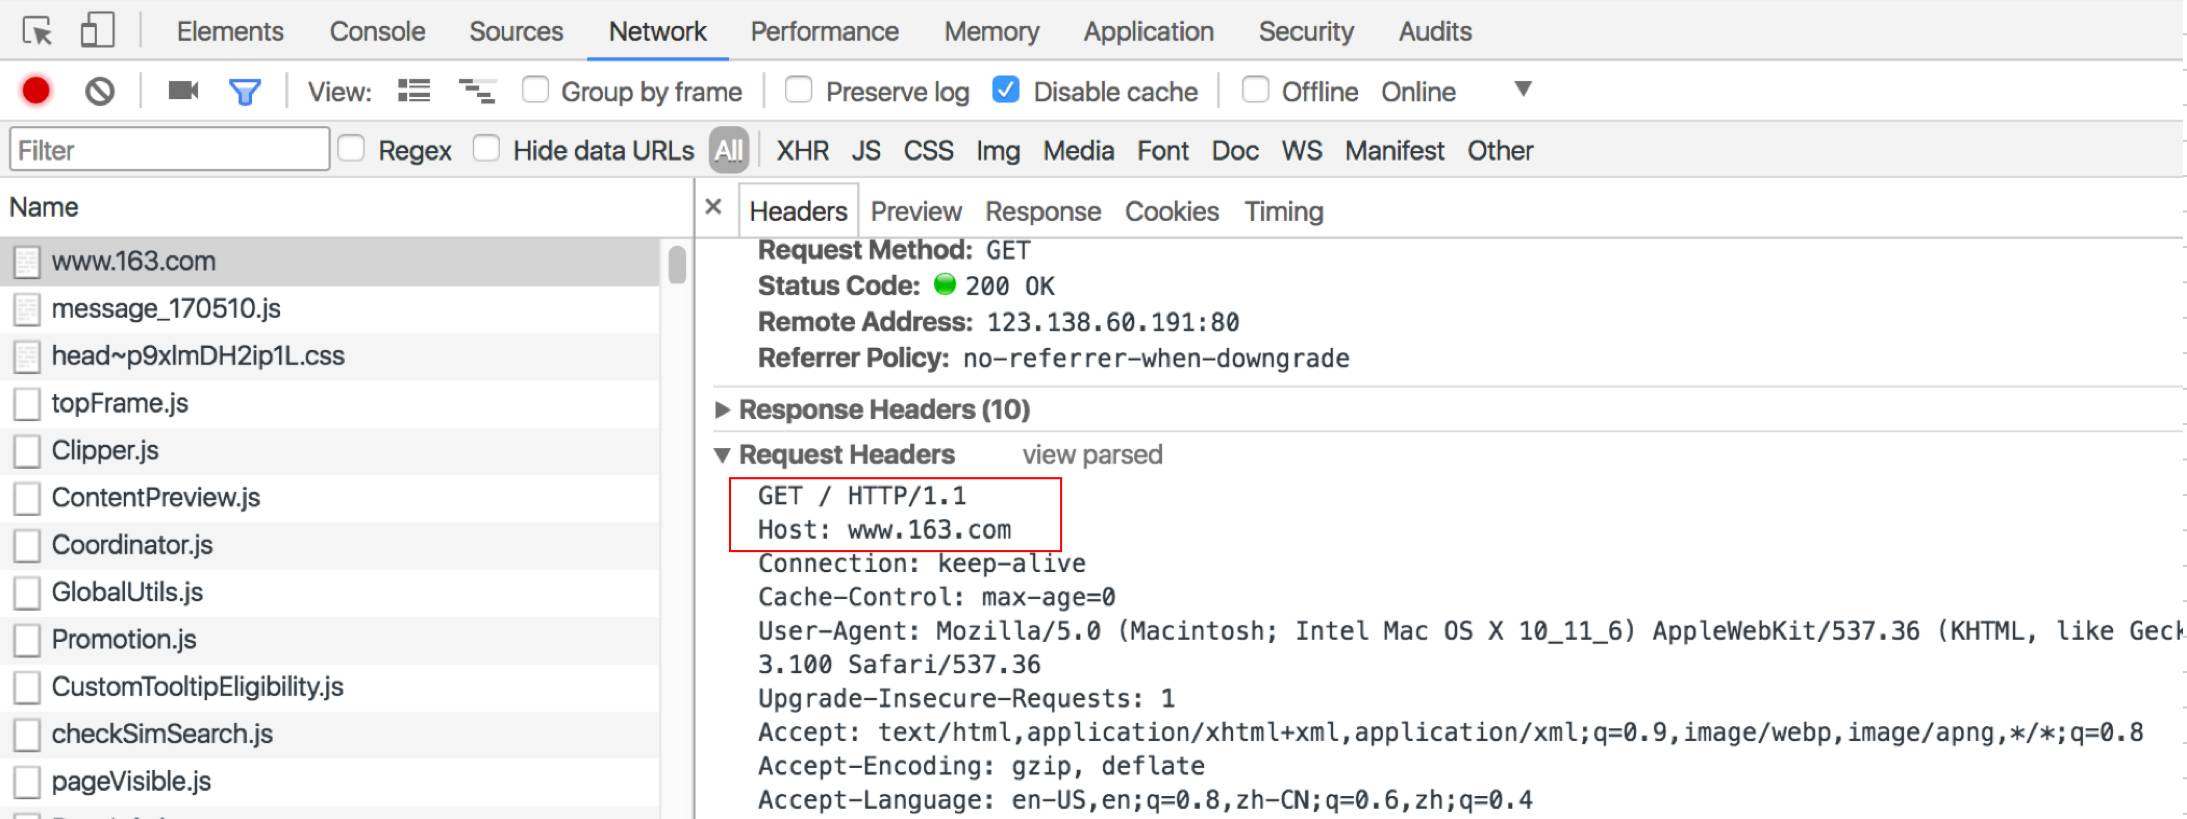 Elements Console Sources Network Performance Memory Application Security Audits
View: Group by frame Preserve log Disable cache Offline Online
Filter Regex Hide data URLs All XHR JS CSS Img Media Font Doc WS Manifest Other
Name
www.163.com
message_170510.js
head~p9xlmDH2ip1L.css
topFrame.js
Clipper.js
ContentPreview.js
Coordinator.js
GlobalUtils.js
Promotion.js
CustomTooltipEligibility.js
checkSimSearch.js
pageVisible.js
× Headers Preview Response Cookies Timing
Request Method: GET
Status Code: 200 OK
Remote Address: 123.138.60.191:80
Referrer Policy: no-referrer-when-downgrade
Response Headers (10)
Request Headers view parsed
GET / HTTP/1.1
Host: www.163.com
Connection: keep-alive
Cache-Control: max-age=0
User-Agent: Mozilla/5.0 (Macintosh; Intel Mac OS X 10_11_6) AppleWebKit/537.36 (KHTML, like Geck
3.100 Safari/537.36
Upgrade-Insecure-Requests: 1
Accept: text/html,application/xhtml+xml,application/xml;q=0.9,image/webp,image/apng,*/*;q=0.8
Accept-Encoding: gzip, deflate
Accept-Language: en-US,en;q=0.8,zh-CN;q=0.6,zh;q=0.4